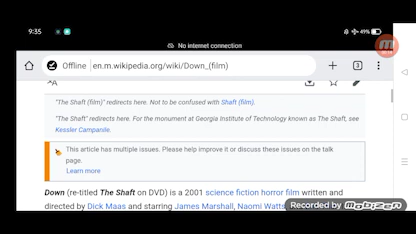 9:35
49%
No internet connection
Offline en.m.wikipedia.org/wiki/Down_(film)
3
"The Shaft (film)" redirects here. Not to be confused with Shaft (film).
"The Shaft" redirects here. For the monument at Georgia Institute of Technology known as The Shaft, see
Kessler Campanile.
This article has multiple issues. Please help improve it or discuss these issues on the talk
page.
Learn more
Down (re-titled The Shaft on DVD) is a 2001 science fiction horror film written and
directed by Dick Maas and starring James Marshall, Naomi Watts
Recorded by Mobizen